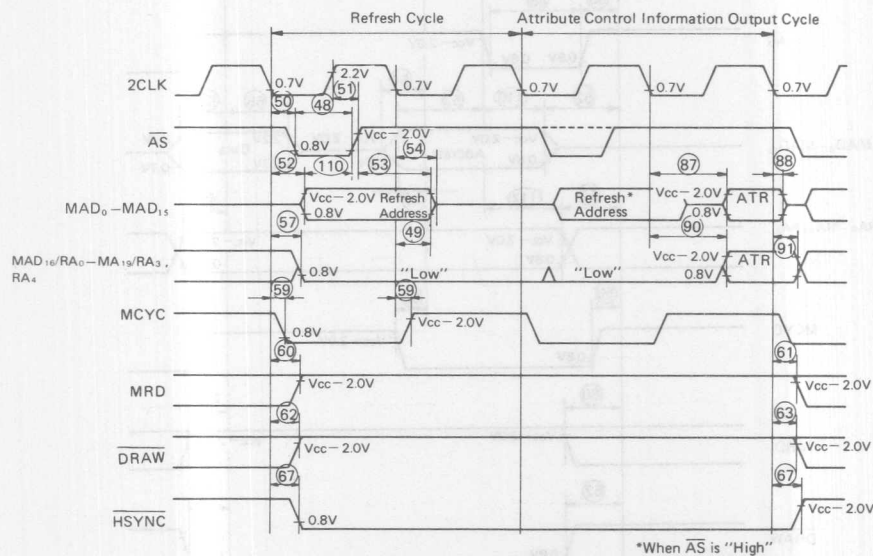 Refresh Cycle
Attribute Control Information Output Cycle
2CLK
0.7V
2.2V
0.7V
0.7V
0.7V
0.7V
50
48
51
AS
0.8V
Vcc-2.0V
54
52
110
53
87
88
MAD0-MAD15
Vcc-2.0V
0.8V
Refresh
Address
Refresh*
Address
Vcc-2.0V
0.8V
ATR
57
49
90
91
MAD16/RA0-MA19/RA3,
RA4
0.8V
"Low"
"Low"
Vcc-2.0V
0.8V
ATR
59
59
MCYC
0.8V
Vcc-2.0V
60
61
MRD
Vcc-2.0V
Vcc-2.0V
62
63
DRAW
Vcc-2.0V
Vcc-2.0V
67
67
HSYNC
0.8V
Vcc-2.0V
*When AS is "High"